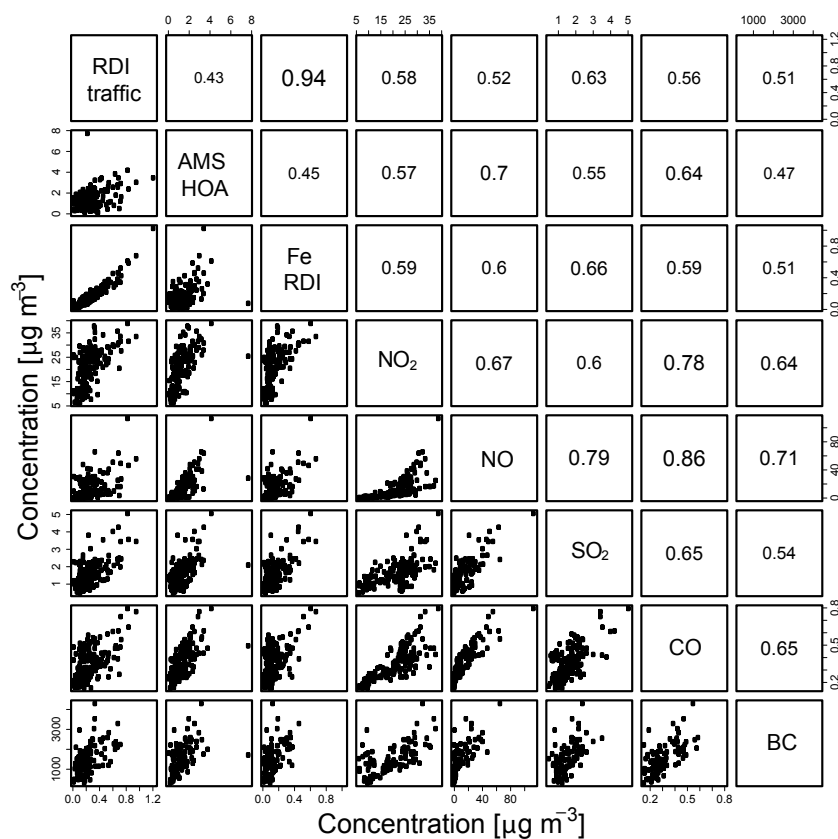 0 2 4 6 8
5 15 25 35
1 2 3 4 5
1000 3000
RDI traffic 0.43 0.94 0.58 0.52 0.63 0.56 0.51
0.0 0.4 0.8 1.2
0 2 4 6 8
AMS HOA 0.45 0.57 0.7 0.55 0.64 0.47
Fe RDI 0.59 0.6 0.66 0.59 0.51
0.0 0.4 0.8
5 15 25 35
NO₂ 0.67 0.6 0.78 0.64
NO 0.79 0.86 0.71
0 40 80
1 2 3 4 5
SO₂ 0.65 0.54
CO 0.65
0.2 0.5 0.8
1000 3000
BC
0.0 0.4 0.8 1.2
0.0 0.4 0.8
0 40 80
0.2 0.5 0.8
Concentration [µg m⁻³]
Concentration [µg m⁻³]